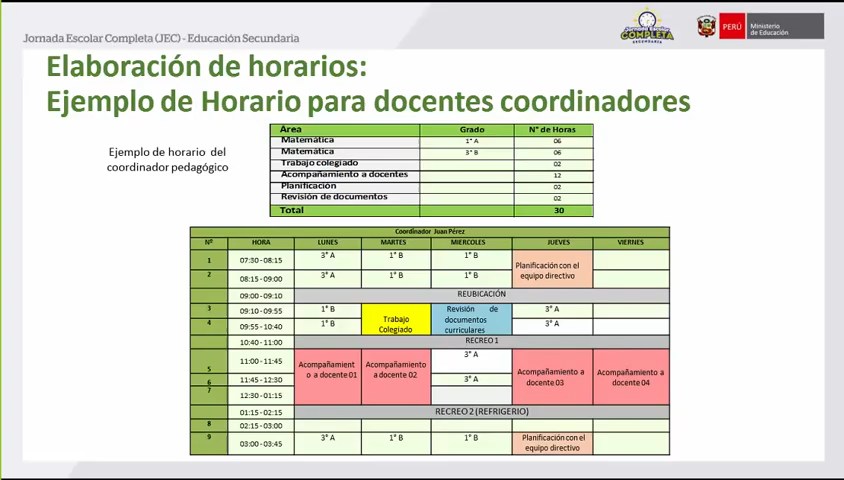 Jornada Escolar Completa (JEC) - Educación Secundaria
Jornada Escolar
COMPLETA
SECUNDARIA
PERÚ
Ministerio
de Educación
Elaboración de horarios:
Ejemplo de Horario para docentes coordinadores
Ejemplo de horario del
coordinador pedagógico
Área Grado N° de Horas
Matemática 1° A 06
Matemática 3° B 06
Trabajo colegiado 02
Acompañamiento a docentes 12
Planificación 02
Revisión de documentos 02
Total 30
Coordinador Juan Pérez
N° HORA LUNES MARTES MIERCOLES JUEVES VIERNES
1 07:30 - 08:15 3° A 1° B 1° B Planificación con el
equipo directivo
2 08:15 - 09:00 3° A 1° B 1° B
09:00 - 09:10 REUBICACIÓN
3 09:10 - 09:55 1° B Trabajo
Colegiado Revisión de
documentos
curriculares 3° A
4 09:55 - 10:40 1° B 3° A
10:40 - 11:00 RECREO 1
5 11:00 - 11:45 Acompañamient
o a docente 01 Acompañamiento
a docente 02 3° A Acompañamiento a
docente 03 Acompañamiento a
docente 04
6 11:45 - 12:30 3° A
7 12:30 - 01:15
01:15 - 02:15 RECREO 2 (REFRIGERIO)
8 02:15 - 03:00
9 03:00 - 03:45 3° A 1° B 1° B Planificación con el
equipo directivo